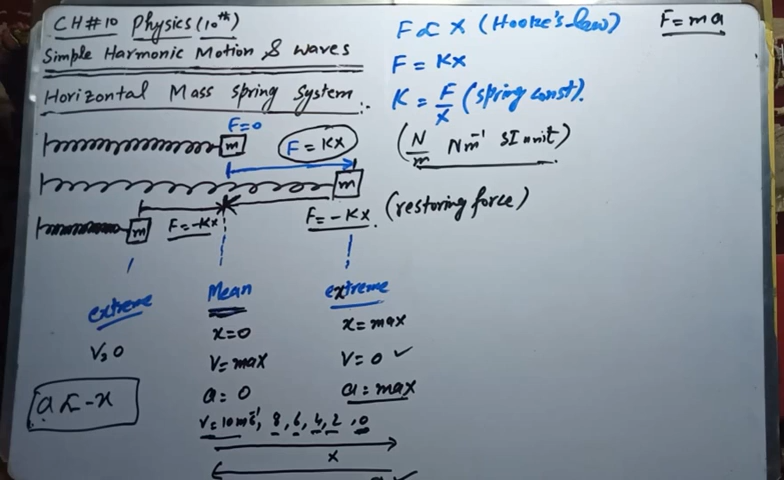 CH#10 Physics (10th)
Simple Harmonic Motion & waves
Horizontal Mass spring System
F=0
m
F = Kx
m
m
F=-Kx
F=-Kx
(restoring force)
F ∝ x (Hooke's law)
F = Kx
K = F/x (spring const).
(N/m Nm⁻¹ SI unit)
F = ma
extreme
Mean
extreme
V=0
x=0
V=max
a=0
x=max
V=0 ✓
a=max
a ∝ -x
V=10ms⁻¹, 8, 6, 4, 2, 0
x
a ✓